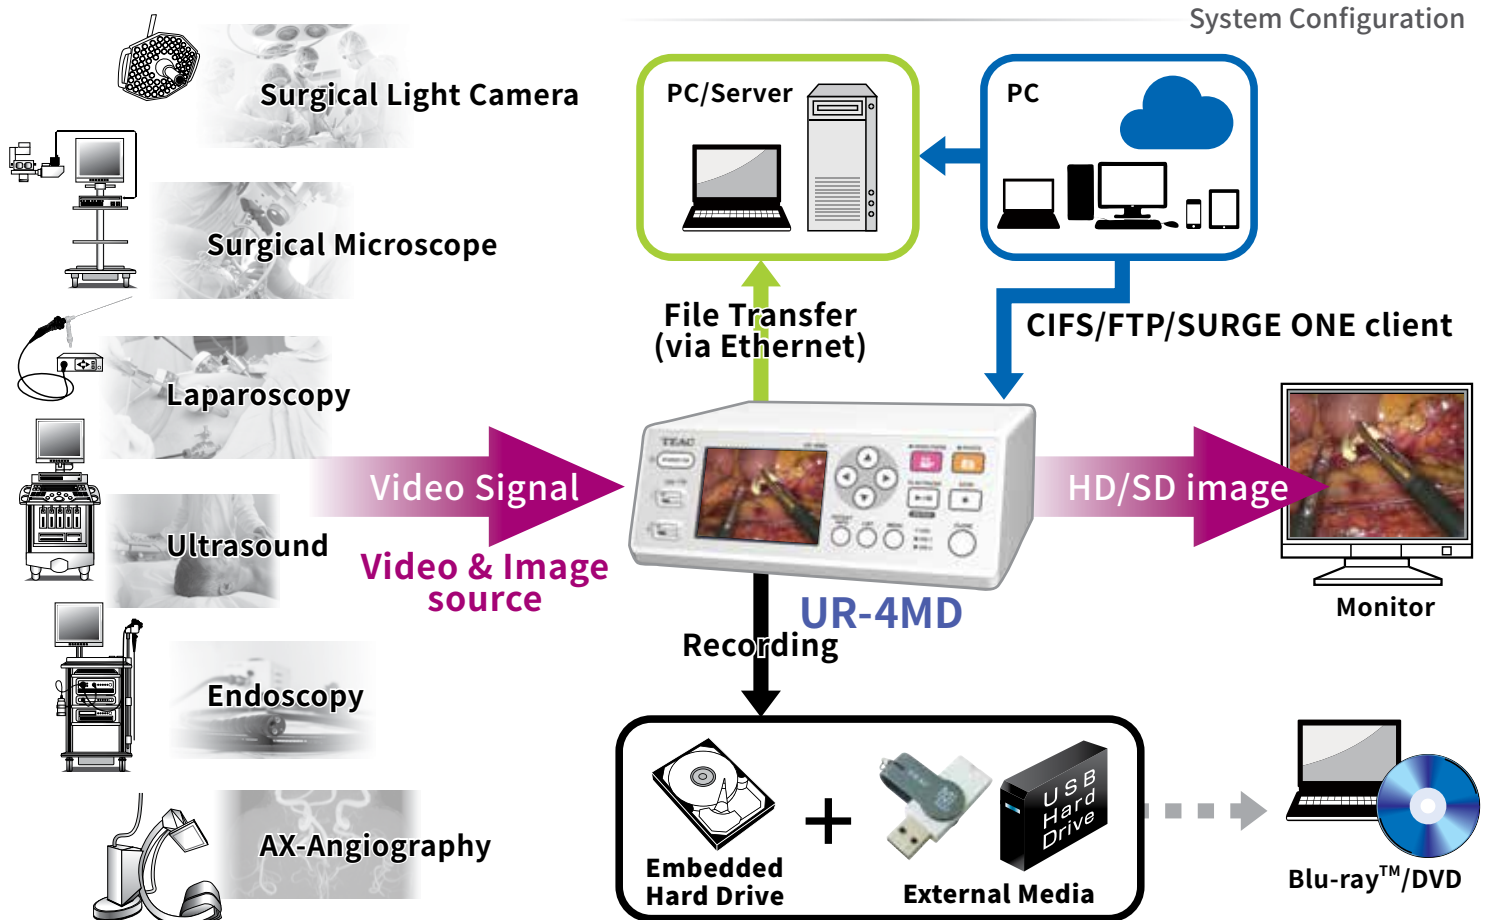 System Configuration
Surgical Light Camera
Surgical Microscope
Laparoscopy
Ultrasound
Endoscopy
AX-Angiography
Video Signal
Video & Image
source
PC/Server
PC
File Transfer
(via Ethernet)
CIFS/FTP/SURGE ONE client
TEAC
UR-4MD
HD/SD image
Monitor
Recording
Embedded
Hard Drive
+
USB
Hard
Drive
External Media
Blu-ray™/DVD